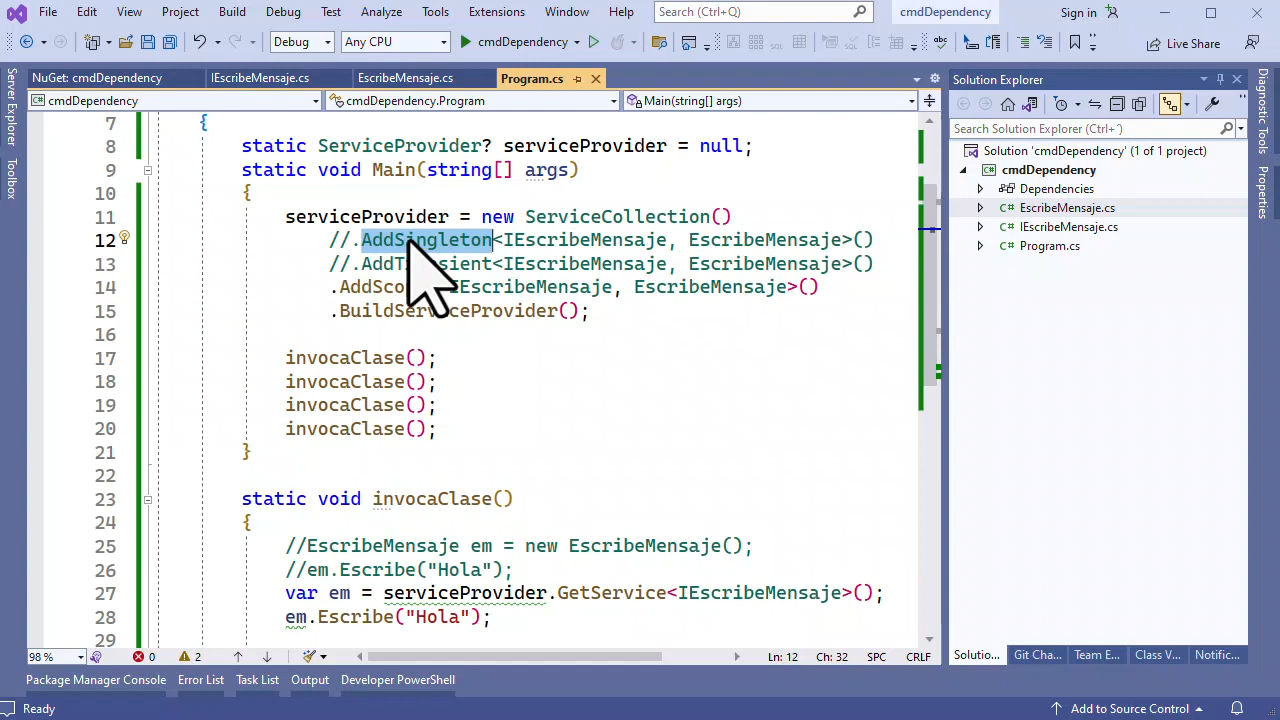 File Edit View Project Build Debug Test Analyze Tools Extensions Window Help Search (Ctrl+Q) cmdDependency Sign in
Debug Any CPU cmdDependency Live Share
NuGet: cmdDependency IEscribeMensaje.cs EscribeMensaje.cs Program.cs
cmdDependency cmdDependency.Program Main(string[] args)
Server Explorer
Toolbox
7 {
8 static ServiceProvider? serviceProvider = null;
9 static void Main(string[] args)
10 {
11 serviceProvider = new ServiceCollection()
12 //.AddSingleton<IEscribeMensaje, EscribeMensaje>()
13 //.AddT sient<IEscribeMensaje, EscribeMensaje>()
14 .AddSco IEscribeMensaje, EscribeMensaje>()
15 .BuildServiceProvider();
16
17 invocaClase();
18 invocaClase();
19 invocaClase();
20 invocaClase();
21 }
22
23 static void invocaClase()
24 {
25 //EscribeMensaje em = new EscribeMensaje();
26 //em.Escribe("Hola");
27 var em = serviceProvider.GetService<IEscribeMensaje>();
28 em.Escribe("Hola");
29
98 % 0 2 Ln: 12 Ch: 32 SPC CRLF
Solution Explorer
Search Solution Explorer (Ctrl+´)
Solution 'cmdDependency' (1 of 1 project)
cmdDependency
Dependencies
EscribeMensaje.cs
IEscribeMensaje.cs
Program.cs
Solutio... Git Cha... Team E... Class V... Notific...
Diagnostic Tools
Properties
Package Manager Console Error List Task List Output Developer PowerShell
Ready Add to Source Control